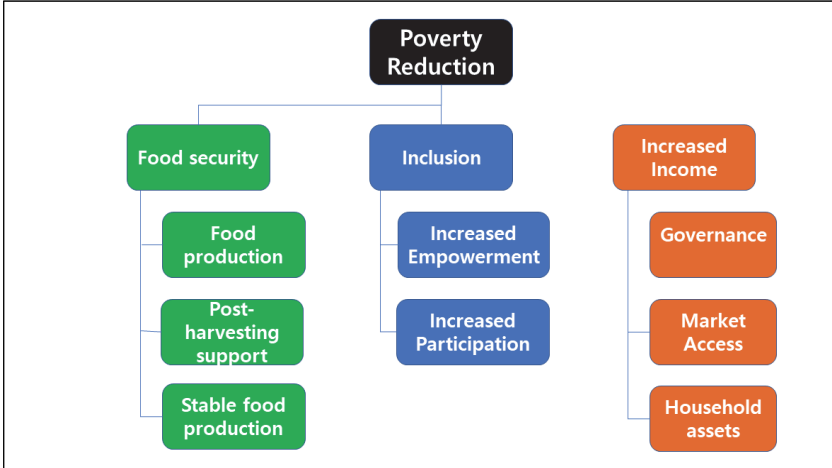 Poverty
Reduction
Food security
Inclusion
Increased
Income
Food
production
Increased
Empowerment
Governance
Post-
harvesting
support
Increased
Participation
Market
Access
Stable food
production
Household
assets